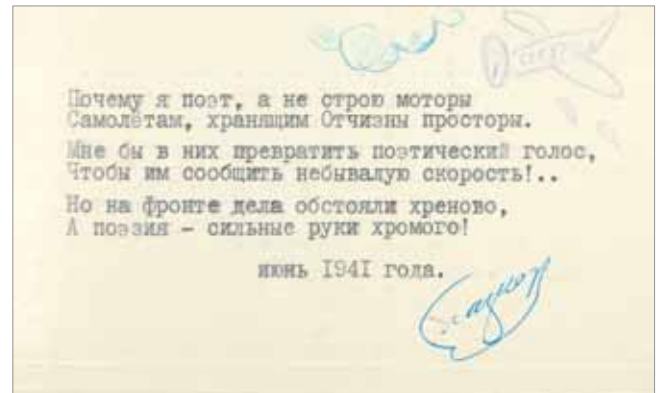 Почему я поэт, а не строю моторы
Самолётам, хранящим Отчизны просторы.
Мне бы в них превратить поэтический голос,
Чтобы им сообщить небывалую скорость!..
Но на фронте дела обстояли хреново,
А поэзия – сильные руки хромого!
июнь 1941 года.